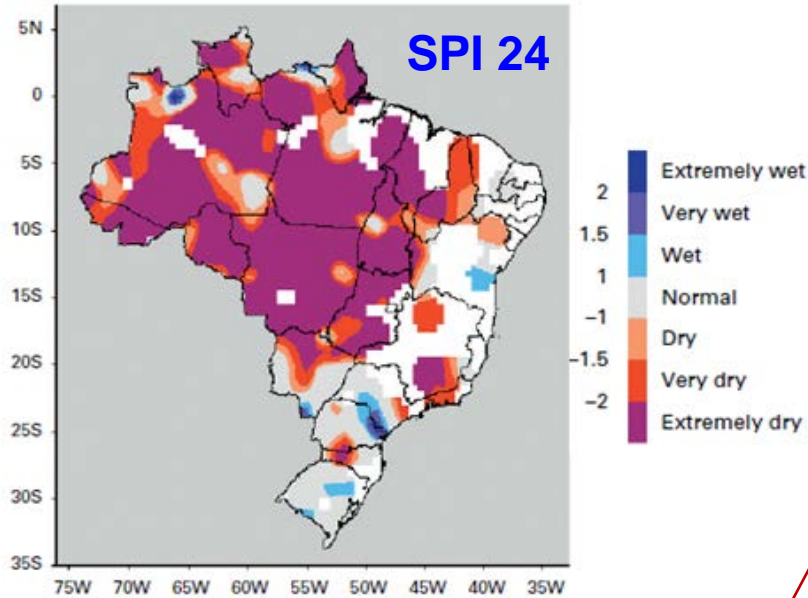 SPI 24
5N
0
5S
10S
15S
20S
25S
30S
35S
75W 70W 65W 60W 55W 50W 45W 40W 35W
Extremely wet
2
Very wet
1.5
Wet
1
Normal
−1
Dry
−1.5
Very dry
−2
Extremely dry